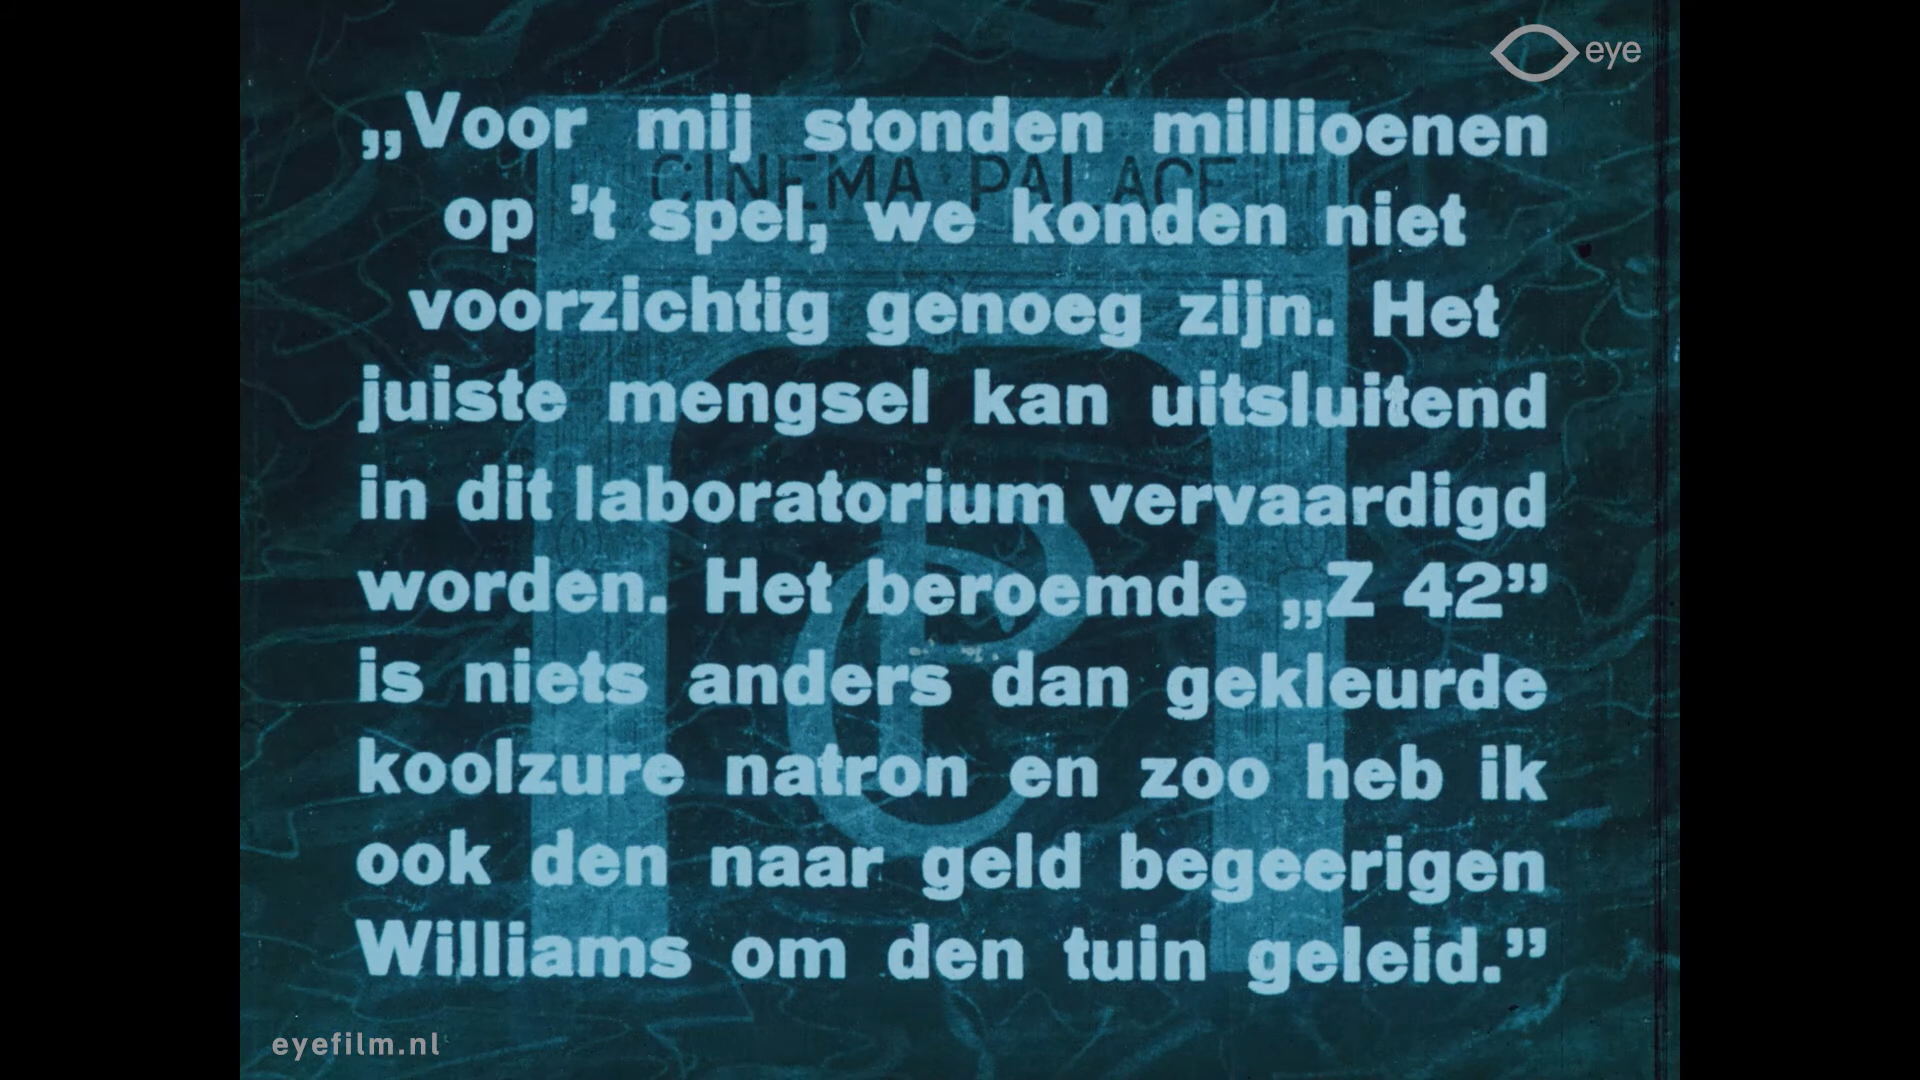 eye
„Voor mij stonden millioenen
CINEMA PALACE
op 't spel, we konden niet
voorzichtig genoeg zijn. Het
juiste mengsel kan uitsluitend
in dit laboratorium vervaardigd
worden. Het beroemde „Z 42”
is niets anders dan gekleurde
koolzure natron en zoo heb ik
ook den naar geld begeerigen
Williams om den tuin geleid.”
eyefilm.nl